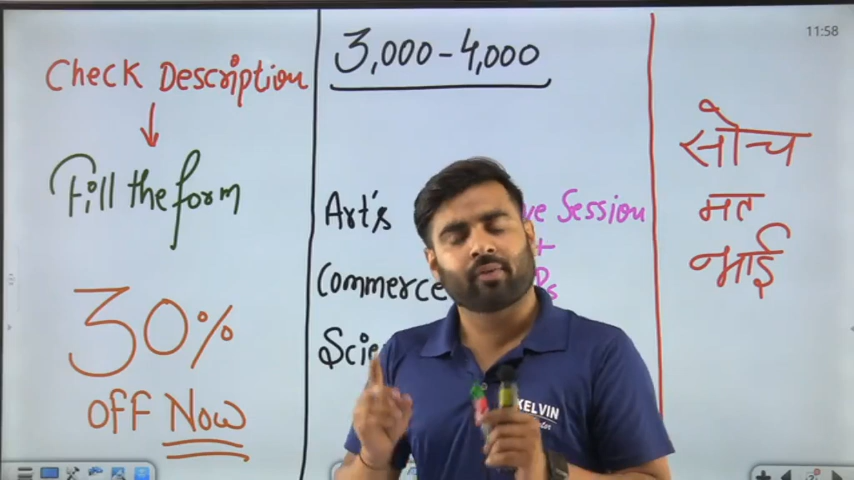 11:58
Check Description
Fill the form
30%
OFF Now
3,000-4,000
Art's
Session
+
Commerce
सोच
मत
भाई
KELVIN